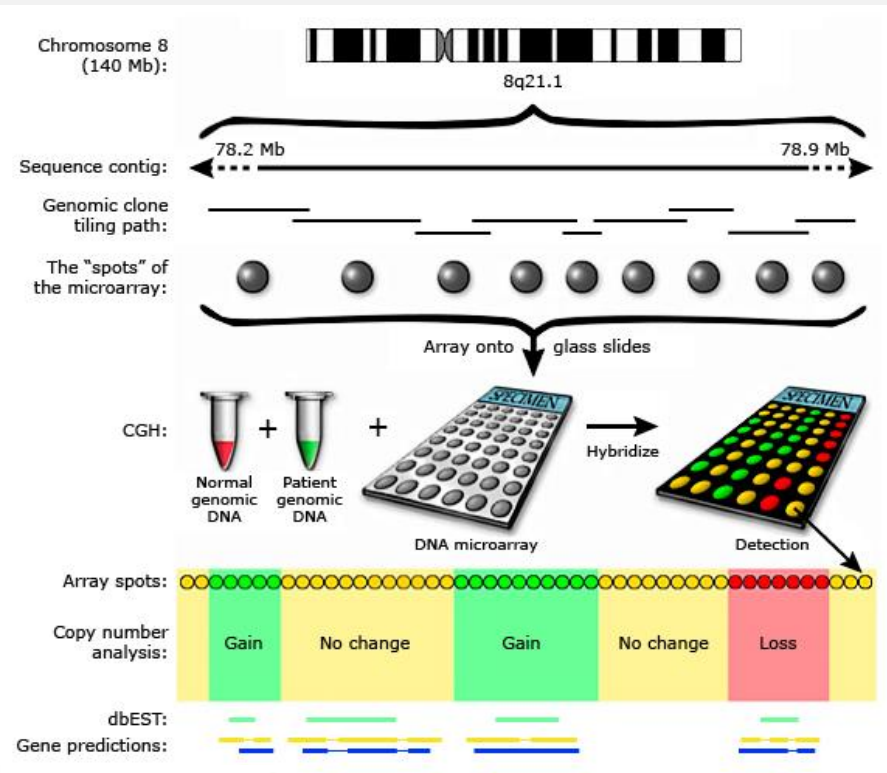 Chromosome 8
(140 Mb):
8q21.1
78.2 Mb
78.9 Mb
Sequence contig:
Genomic clone
tiling path:
The “spots” of
the microarray:
Array onto
glass slides
SPECIMEN
SPECIMEN
CGH:
+
+
Hybridize
Normal
genomic
DNA
Patient
genomic
DNA
DNA microarray
Detection
Array spots:
Copy number
analysis:
Gain
No change
Gain
No change
Loss
dbEST:
Gene predictions: